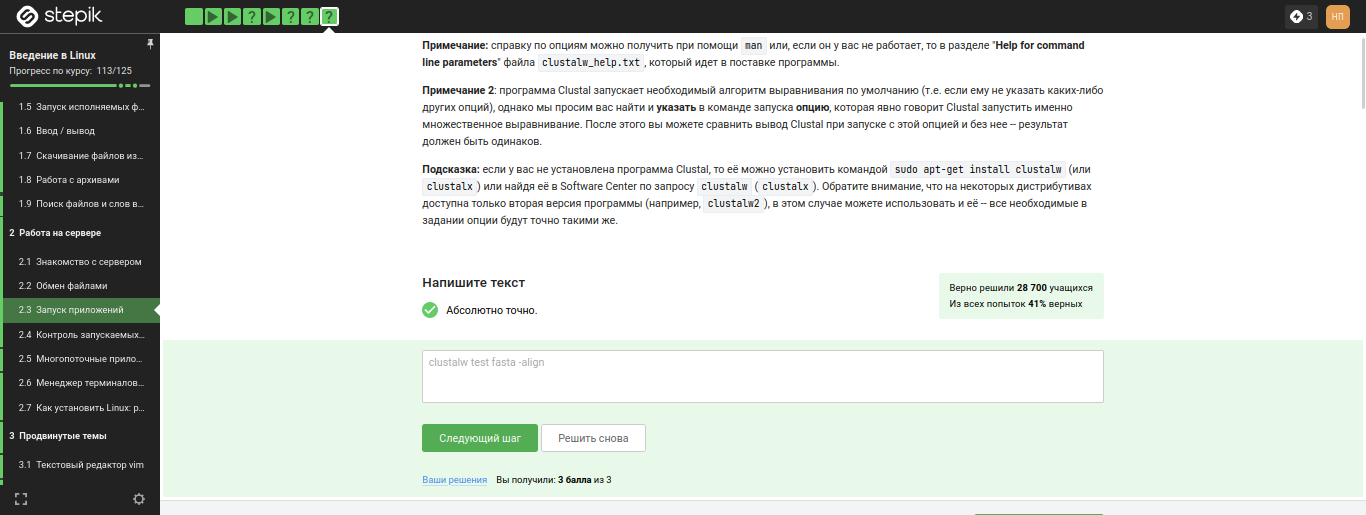 stepik
? ? ? ?
3
НП
Введение в Linux
Прогресс по курсу: 113/125
1.5 Запуск исполняемых ф...
1.6 Ввод / вывод
1.7 Скачивание файлов из...
1.8 Работа с архивами
1.9 Поиск файлов и слов в...
2 Работа на сервере
2.1 Знакомство с сервером
2.2 Обмен файлами
2.3 Запуск приложений
2.4 Контроль запускаемых...
2.5 Многопоточные прило...
2.6 Менеджер терминалов...
2.7 Как установить Linux: р...
3 Продвинутые темы
3.1 Текстовый редактор vim
Примечание: справку по опциям можно получить при помощи man или, если он у вас не работает, то в разделе "Help for command
line parameters" файла clustalw_help.txt , который идет в поставке программы.
Примечание 2: программа Clustal запускает необходимый алгоритм выравнивания по умолчанию (т.е. если ему не указать каких-либо
других опций), однако мы просим вас найти и указать в команде запуска опцию, которая явно говорит Clustal запустить именно
множественное выравнивание. После этого вы можете сравнить вывод Clustal при запуске с этой опцией и без нее -- результат
должен быть одинаков.
Подсказка: если у вас не установлена программа Clustal, то её можно установить командой sudo apt-get install clustalw (или
clustalx ) или найдя её в Software Center по запросу clustalw ( clustalx ). Обратите внимание, что на некоторых дистрибутивах
доступна только вторая версия программы (например, clustalw2 ), в этом случае можете использовать и её -- все необходимые в
задании опции будут точно такими же.
Напишите текст
Абсолютно точно.
Верно решили 28 700 учащихся
Из всех попыток 41% верных
clustalw test fasta -align
Следующий шаг
Решить снова
Ваши решения Вы получили: 3 балла из 3